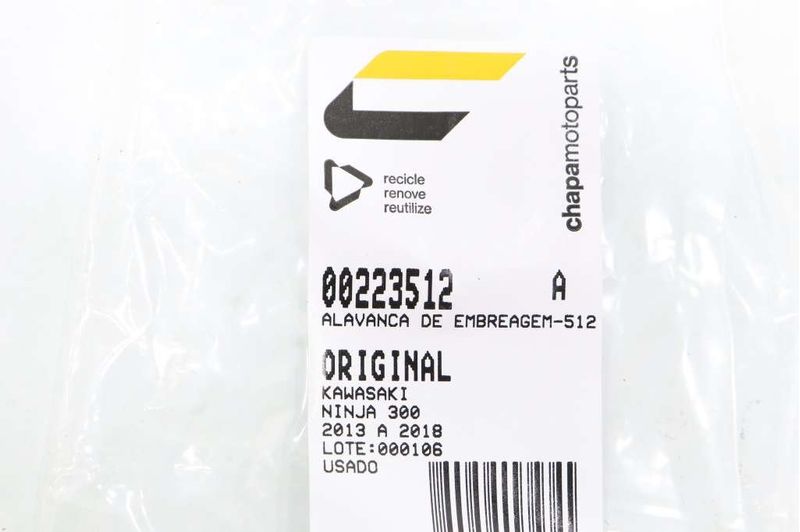 chapamotoparts
recicle
renove
reutilize
00223512 A
ALAVANCA DE EMBREAGEM-512
ORIGINAL
KAWASAKI
NINJA 300
2013 A 2018
LOTE:000106
USADO